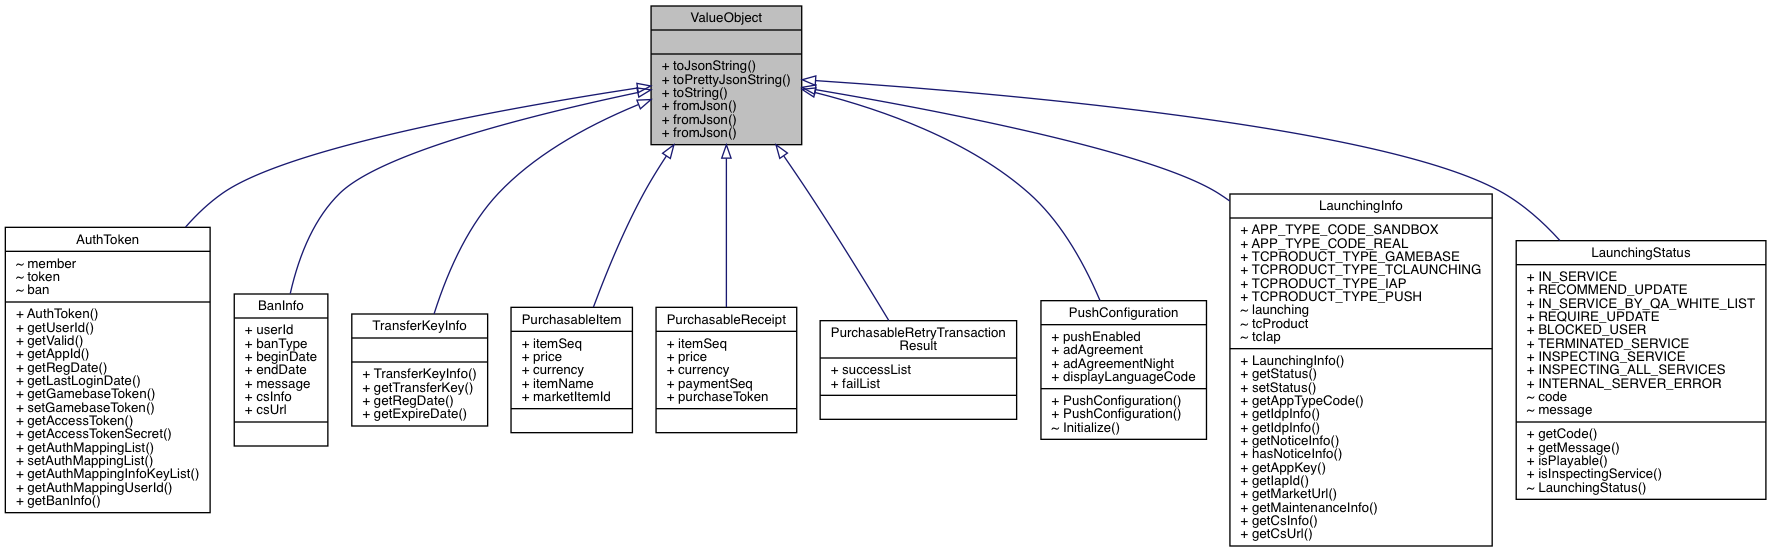 ValueObject
+ toJsonString()
+ toPrettyJsonString()
+ toString()
+ fromJson()
+ fromJson()
+ fromJson()
AuthToken
~ member
~ token
~ ban
+ AuthToken()
+ getUserId()
+ getValid()
+ getAppId()
+ getRegDate()
+ getLastLoginDate()
+ getGamebaseToken()
+ setGamebaseToken()
+ getAccessToken()
+ getAccessTokenSecret()
+ getAuthMappingList()
+ setAuthMappingList()
+ getAuthMappingInfoKeyList()
+ getAuthMappingUserId()
+ getBanInfo()
BanInfo
+ userId
+ banType
+ beginDate
+ endDate
+ message
+ csInfo
+ csUrl
TransferKeyInfo
+ TransferKeyInfo()
+ getTransferKey()
+ getRegDate()
+ getExpireDate()
PurchasableItem
+ itemSeq
+ price
+ currency
+ itemName
+ marketItemId
PurchasableReceipt
+ itemSeq
+ price
+ currency
+ paymentSeq
+ purchaseToken
PurchasableRetryTransaction
Result
+ successList
+ failList
PushConfiguration
+ pushEnabled
+ adAgreement
+ adAgreementNight
+ displayLanguageCode
+ PushConfiguration()
+ PushConfiguration()
~ Initialize()
LaunchingInfo
+ APP_TYPE_CODE_SANDBOX
+ APP_TYPE_CODE_REAL
+ TCPRODUCT_TYPE_GAMEBASE
+ TCPRODUCT_TYPE_TCLAUNCHING
+ TCPRODUCT_TYPE_IAP
+ TCPRODUCT_TYPE_PUSH
~ launching
~ tcProduct
~ tcIap
+ LaunchingInfo()
+ getStatus()
+ setStatus()
+ getAppTypeCode()
+ getIdpInfo()
+ getIdpInfo()
+ getNoticeInfo()
+ hasNoticeInfo()
+ getAppKey()
+ getIapId()
+ getMarketUrl()
+ getMaintenanceInfo()
+ getCsInfo()
+ getCsUrl()
LaunchingStatus
+ IN_SERVICE
+ RECOMMEND_UPDATE
+ IN_SERVICE_BY_QA_WHITE_LIST
+ REQUIRE_UPDATE
+ BLOCKED_USER
+ TERMINATED_SERVICE
+ INSPECTING_SERVICE
+ INSPECTING_ALL_SERVICES
+ INTERNAL_SERVER_ERROR
~ code
~ message
+ getCode()
+ getMessage()
+ isPlayable()
+ isInspectingService()
~ LaunchingStatus()